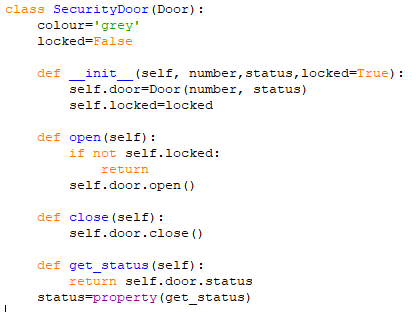 class SecurityDoor(Door):
    colour='grey'
    locked=False

    def __init__(self, number,status,locked=True):
        self.door=Door(number, status)
        self.locked=locked

    def open(self):
        if not self.locked:
            return
        self.door.open()

    def close(self):
        self.door.close()

    def get_status(self):
        return self.door.status
    status=property(get_status)